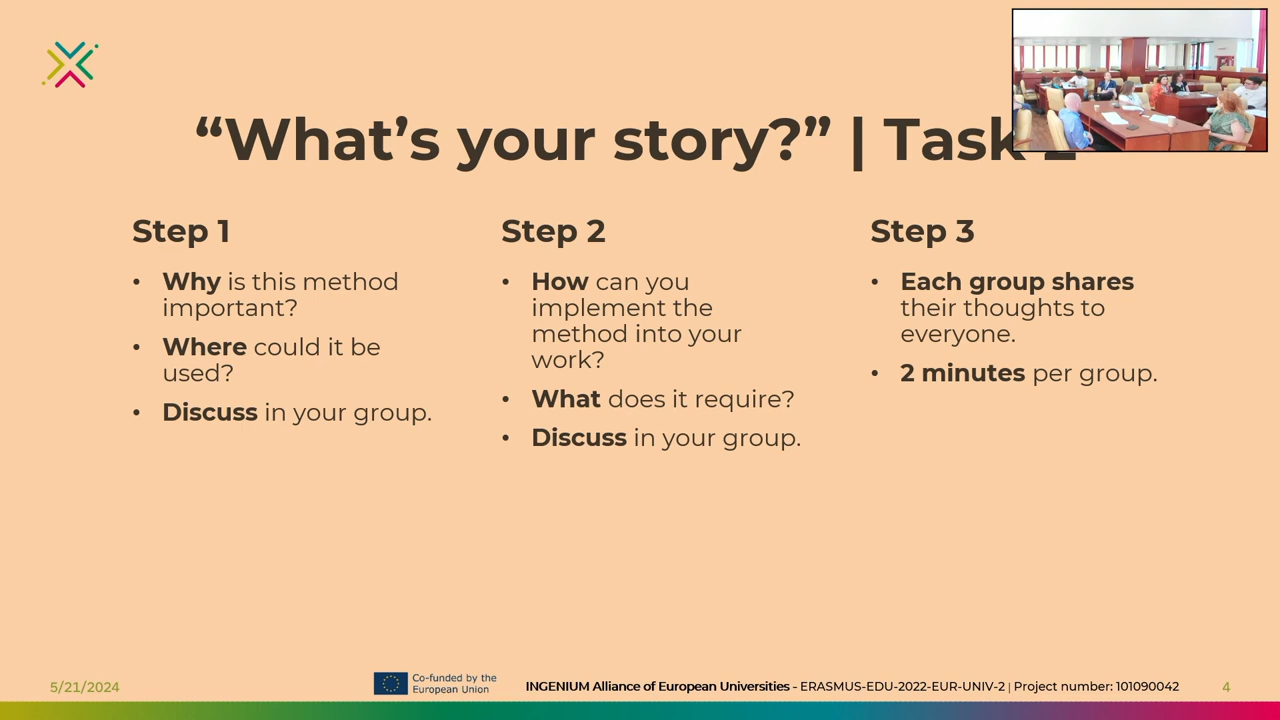 “What’s your story?” | Task
Step 1
• Why is this method
important?
• Where could it be
used?
• Discuss in your group.
Step 2
• How can you
implement the
method into your
work?
• What does it require?
• Discuss in your group.
Step 3
• Each group shares
their thoughts to
everyone.
• 2 minutes per group.
5/21/2024
Co-funded by the
European Union
INGENIUM Alliance of European Universities - ERASMUS-EDU-2022-EUR-UNIV-2 | Project number: 101090042
4